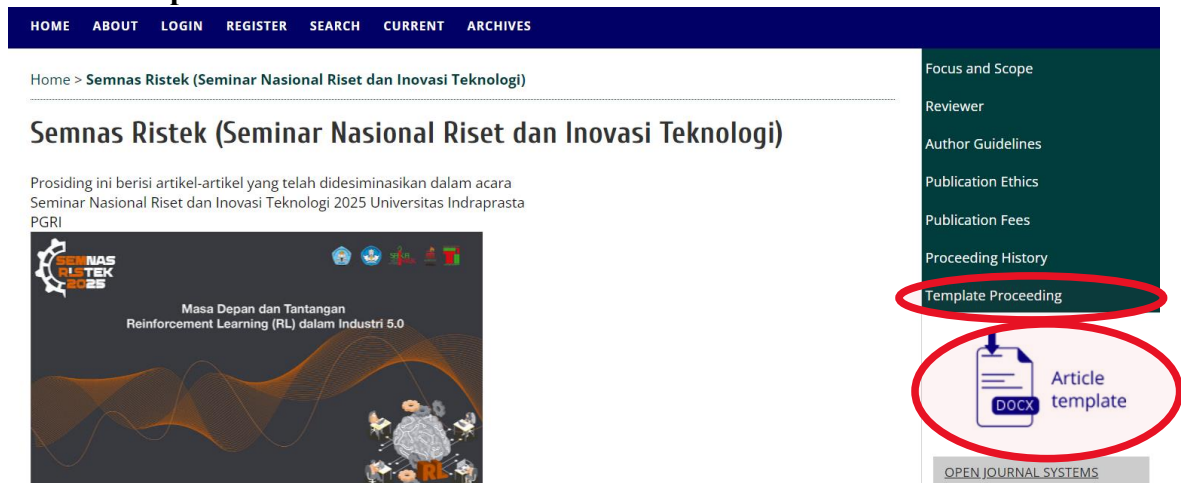 HOME ABOUT LOGIN REGISTER SEARCH CURRENT ARCHIVES
Home > Semnas Ristek (Seminar Nasional Riset dan Inovasi Teknologi)
Semnas Ristek (Seminar Nasional Riset dan Inovasi Teknologi)
Prosiding ini berisi artikel-artikel yang telah didesiminasikan dalam acara
Seminar Nasional Riset dan Inovasi Teknologi 2025 Universitas Indraprasta
PGRI
SEMNAS
RISTEK
2025
Masa Depan dan Tantangan
Reinforcement Learning (RL) dalam Industri 5.0
RL
Focus and Scope
Reviewer
Author Guidelines
Publication Ethics
Publication Fees
Proceeding History
Template Proceeding
DOCX
Article
template
OPEN JOURNAL SYSTEMS